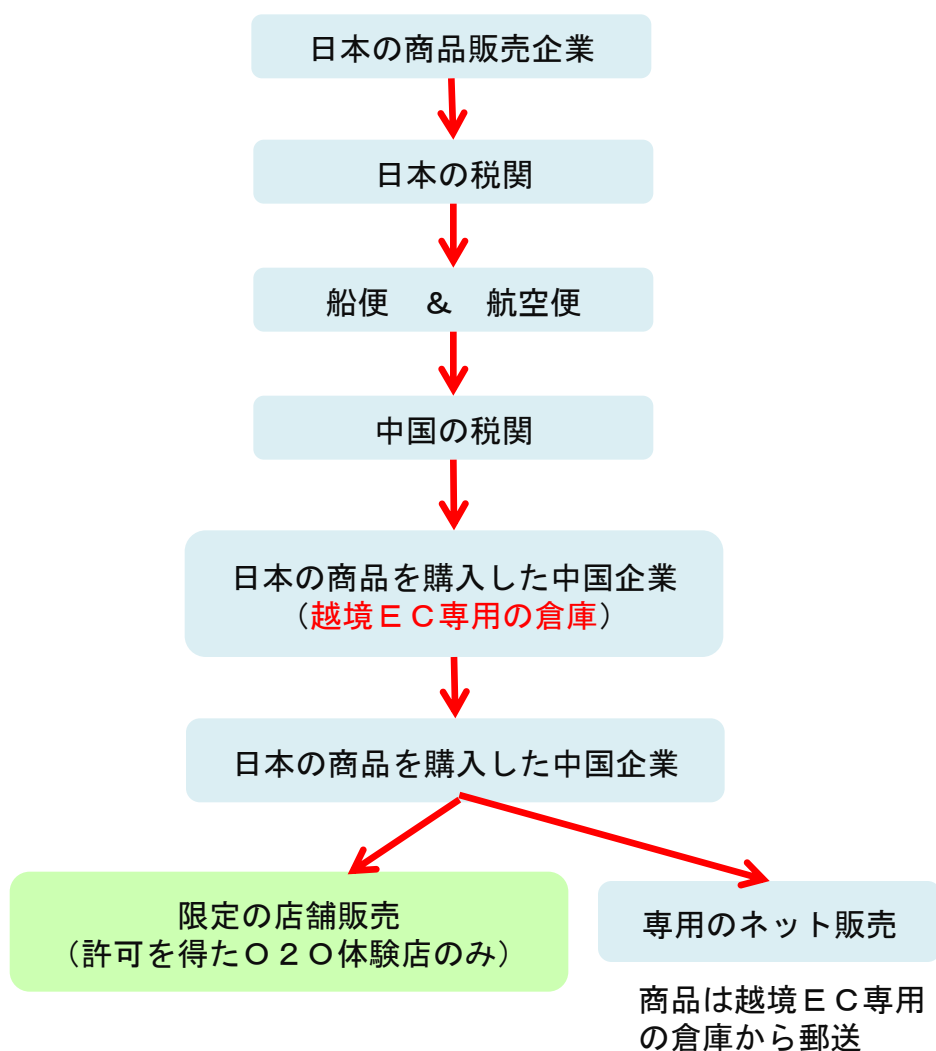 日本の商品販売企業
日本の税関
船便　＆　航空便
中国の税関
日本の商品を購入した中国企業
（越境ＥＣ専用の倉庫）
日本の商品を購入した中国企業
限定の店舗販売
（許可を得たＯ２Ｏ体験店のみ）
専用のネット販売
商品は越境ＥＣ専用
の倉庫から郵送